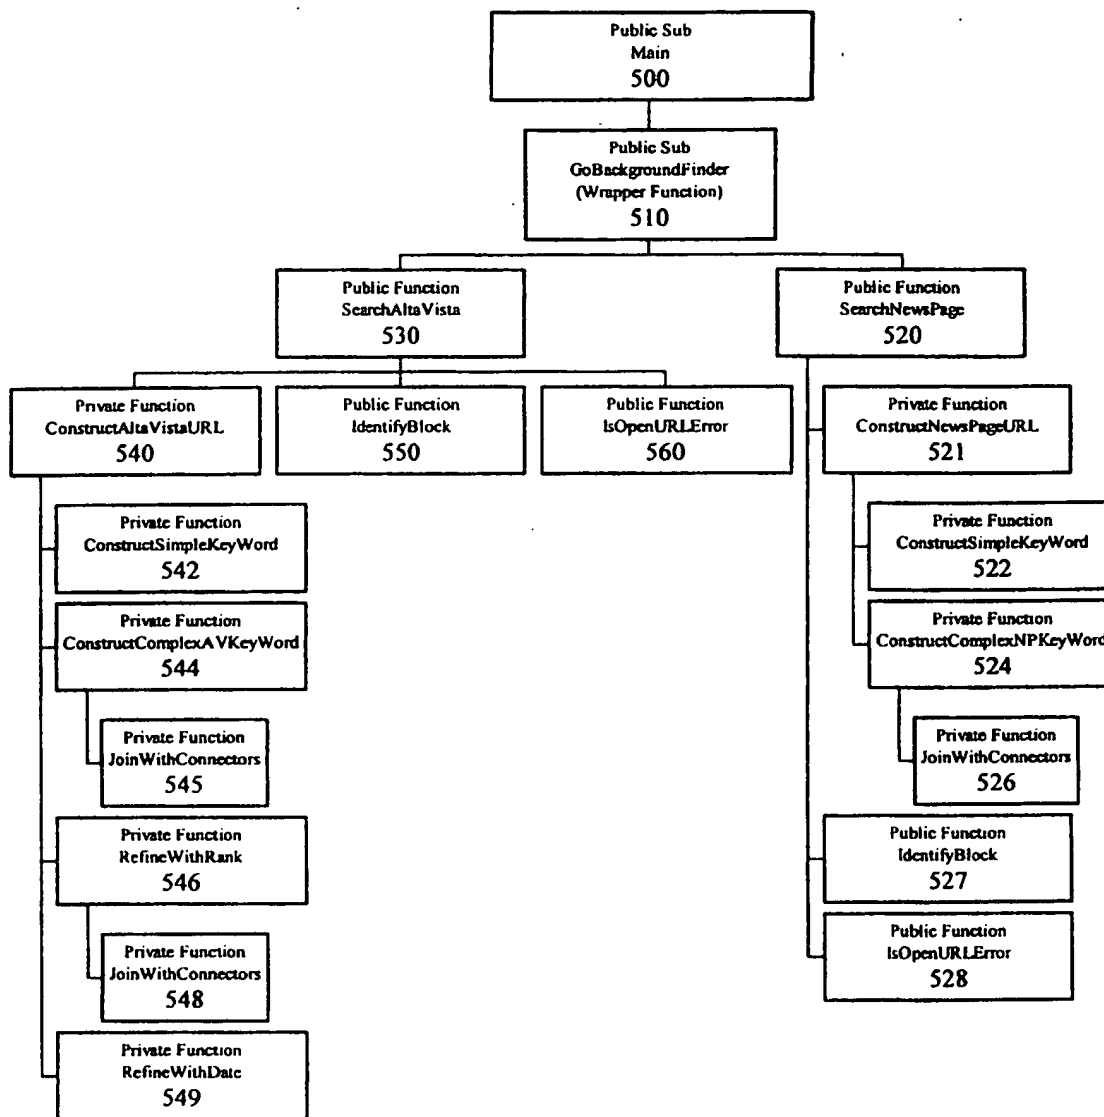 Public Sub
Main
500
Public Sub
GoBackgroundFinder
(Wrapper Function)
510
Public Function
SearchAltaVista
530
Public Function
SearchNewsPage
520
Private Function
ConstructAltaVistaURL
540
Public Function
IdentifyBlock
550
Public Function
IsOpenURLError
560
Private Function
ConstructNewsPageURL
521
Private Function
ConstructSimpleKeyWord
542
Private Function
ConstructSimpleKeyWord
522
Private Function
ConstructComplexAVKeyWord
544
Private Function
ConstructComplexNPKeyWord
524
Private Function
JoinWithConnectors
545
Private Function
JoinWithConnectors
526
Private Function
RefineWithRank
546
Public Function
IdentifyBlock
527
Private Function
JoinWithConnectors
548
Public Function
IsOpenURLError
528
Private Function
RefineWithDate
549